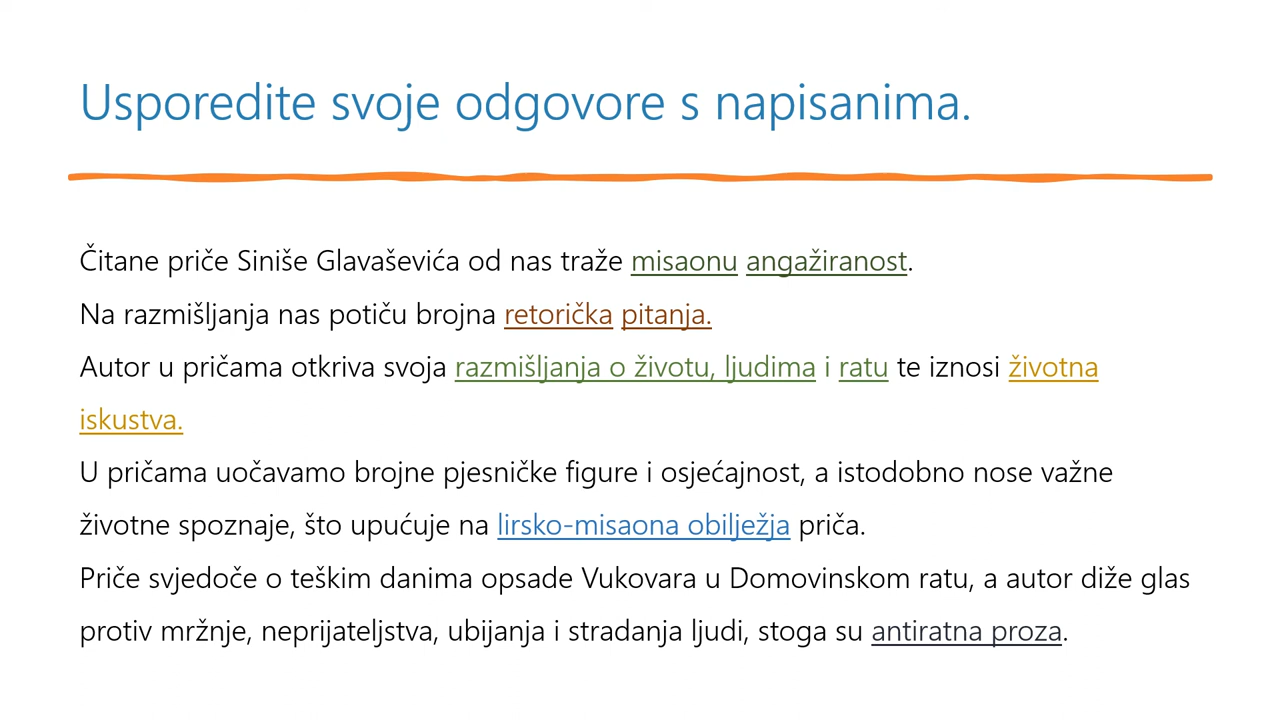 Usporedite svoje odgovore s napisanima.
Čitane priče Siniše Glavaševića od nas traže misaonu angažiranost.
Na razmišljanja nas potiču brojna retorička pitanja.
Autor u pričama otkriva svoja razmišljanja o životu, ljudima i ratu te iznosi životna
iskustva.
U pričama uočavamo brojne pjesničke figure i osjećajnost, a istodobno nose važne
životne spoznaje, što upućuje na lirsko-misaona obilježja priča.
Priče svjedoče o teškim danima opsade Vukovara u Domovinskom ratu, a autor diže glas
protiv mržnje, neprijateljstva, ubijanja i stradanja ljudi, stoga su antiratna proza.